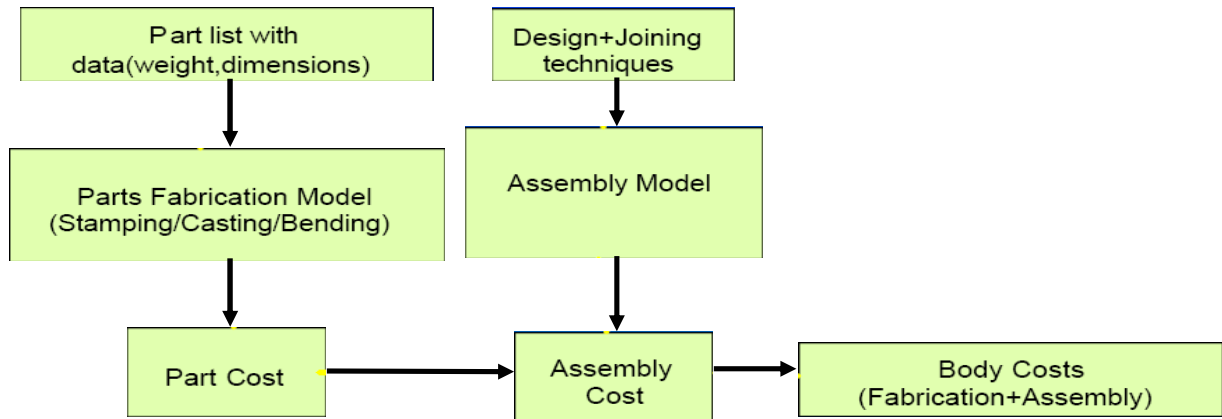 Part list with
data(weight,dimensions)
Design+Joining
techniques
Parts Fabrication Model
(Stamping/Casting/Bending)
Assembly Model
Part Cost
Assembly
Cost
Body Costs
(Fabrication+Assembly)